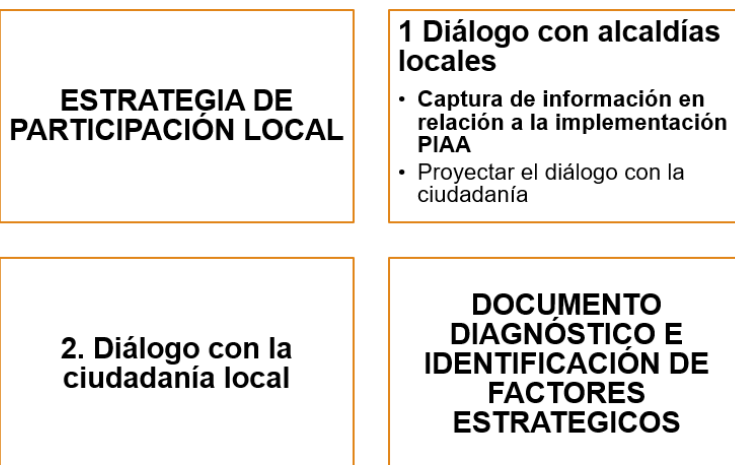 ESTRATEGIA DE
PARTICIPACIÓN LOCAL
1 Diálogo con alcaldías
locales
• Captura de información en
relación a la implementación
PIAA
• Proyectar el diálogo con la
ciudadanía
2. Diálogo con la
ciudadanía local
DOCUMENTO
DIAGNÓSTICO E
IDENTIFICACIÓN DE
FACTORES
ESTRATEGICOS